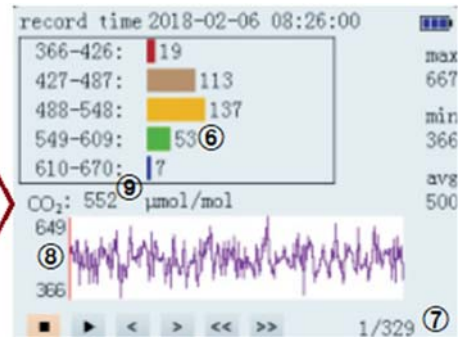 record time 2018-02-06 08:26:00
366-426: 19
427-487: 113
488-548: 137
549-609: 53 ⑥
610-670: 7
⑨
max
667
min
366
avg
500
CO₂: 552 μmol/mol
649
⑧
366
1/329 ⑦